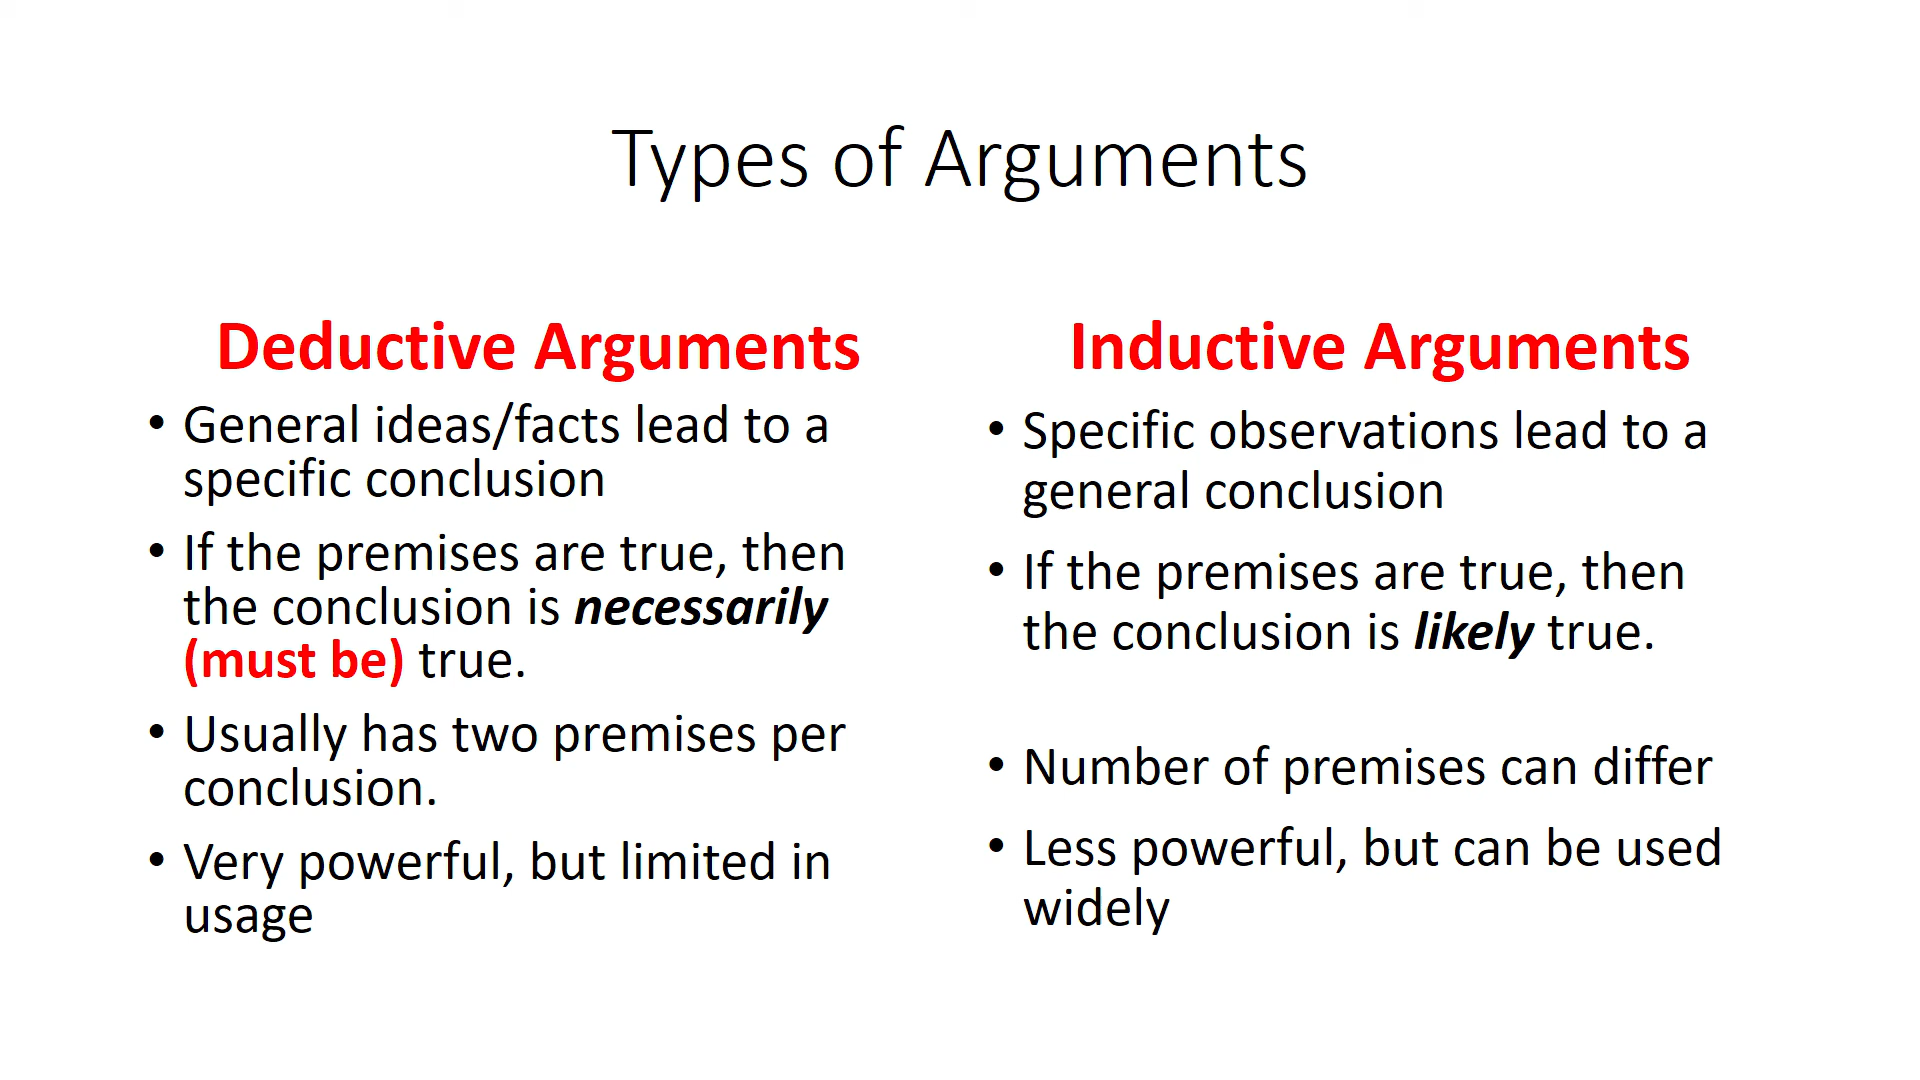 Types of Arguments
Deductive Arguments
• General ideas/facts lead to a
specific conclusion
• If the premises are true, then
the conclusion is necessarily
(must be) true.
• Usually has two premises per
conclusion.
• Very powerful, but limited in
usage
Inductive Arguments
• Specific observations lead to a
general conclusion
• If the premises are true, then
the conclusion is likely true.
• Number of premises can differ
• Less powerful, but can be used
widely